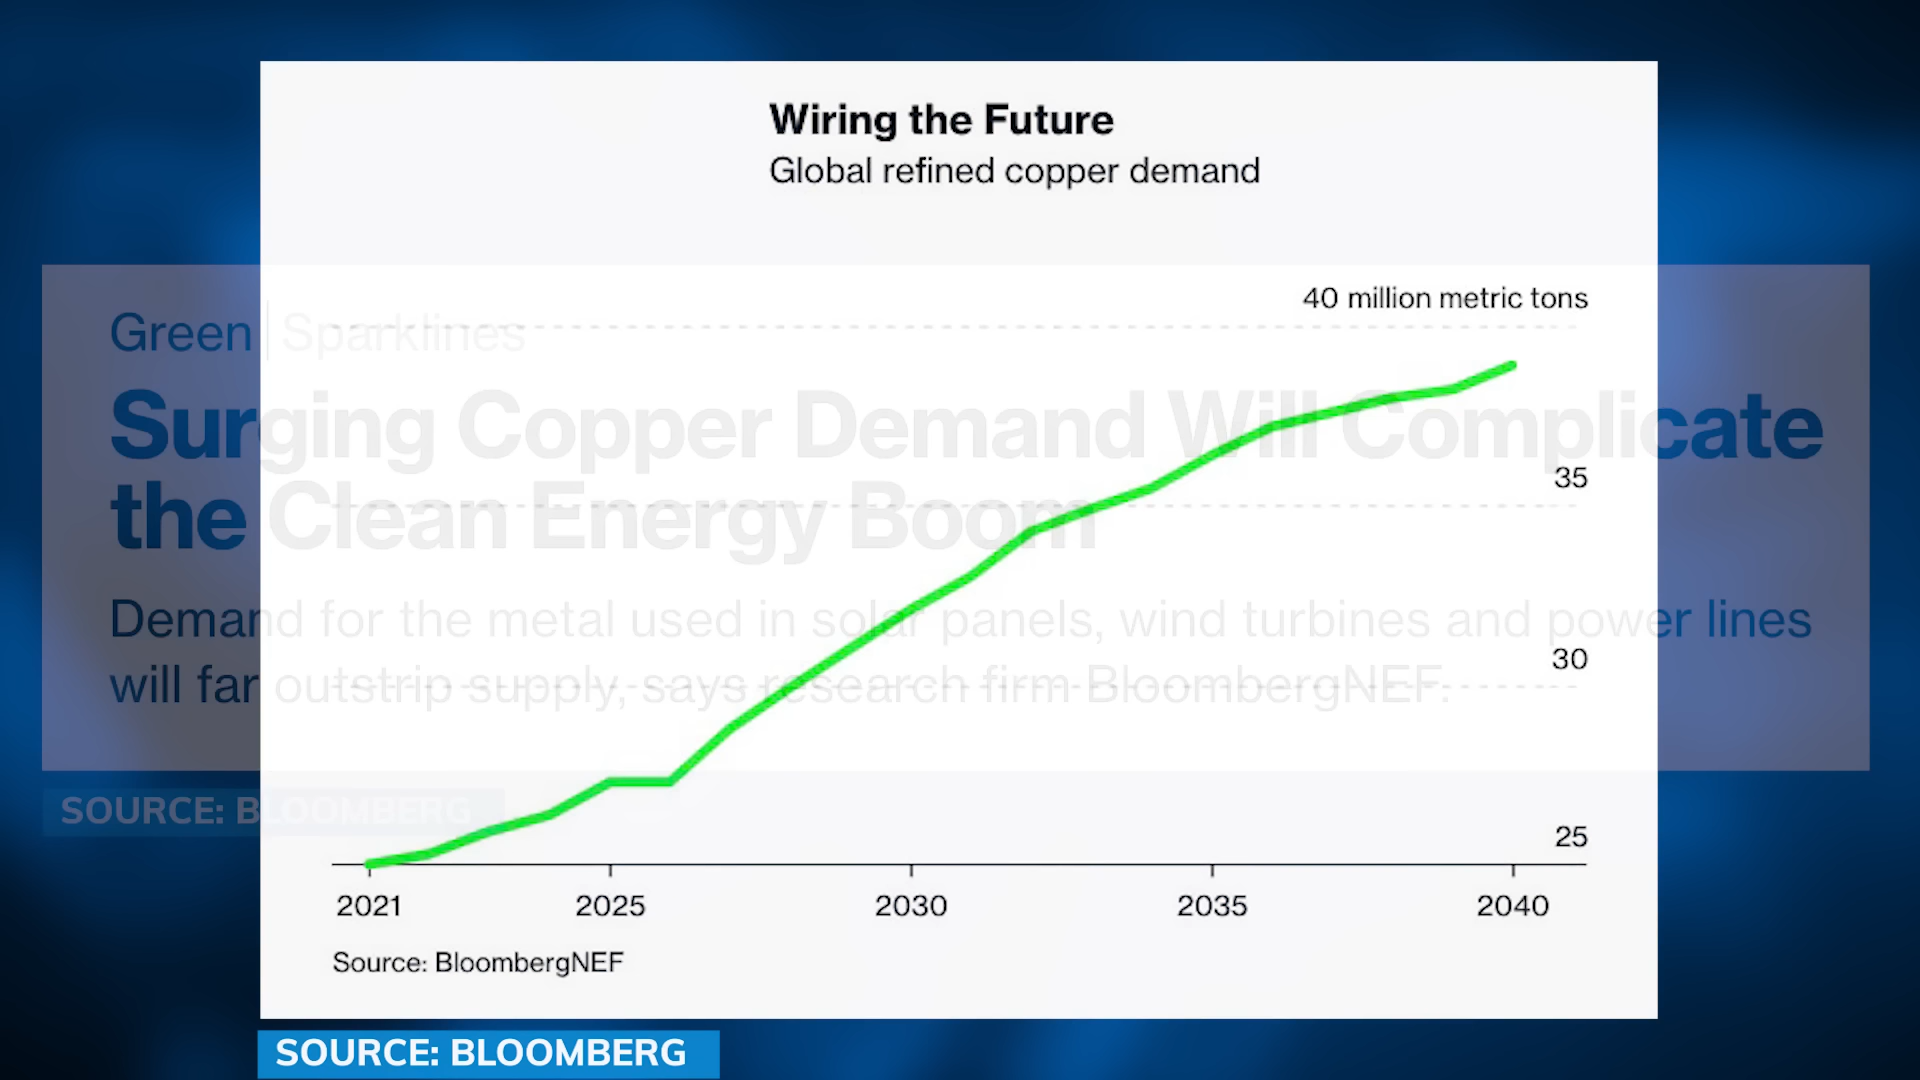 Wiring the Future
Global refined copper demand
40 million metric tons
Green | Sparklines
Surging Copper Demand Will Complicate
the Clean Energy Boom
35
Demand for the metal used in solar panels, wind turbines and power lines
30
will far outstrip supply, says research firm BloombergNEF.
SOURCE: BLOOMBERG
25
2021 2025 2030 2035 2040
Source: BloombergNEF
SOURCE: BLOOMBERG